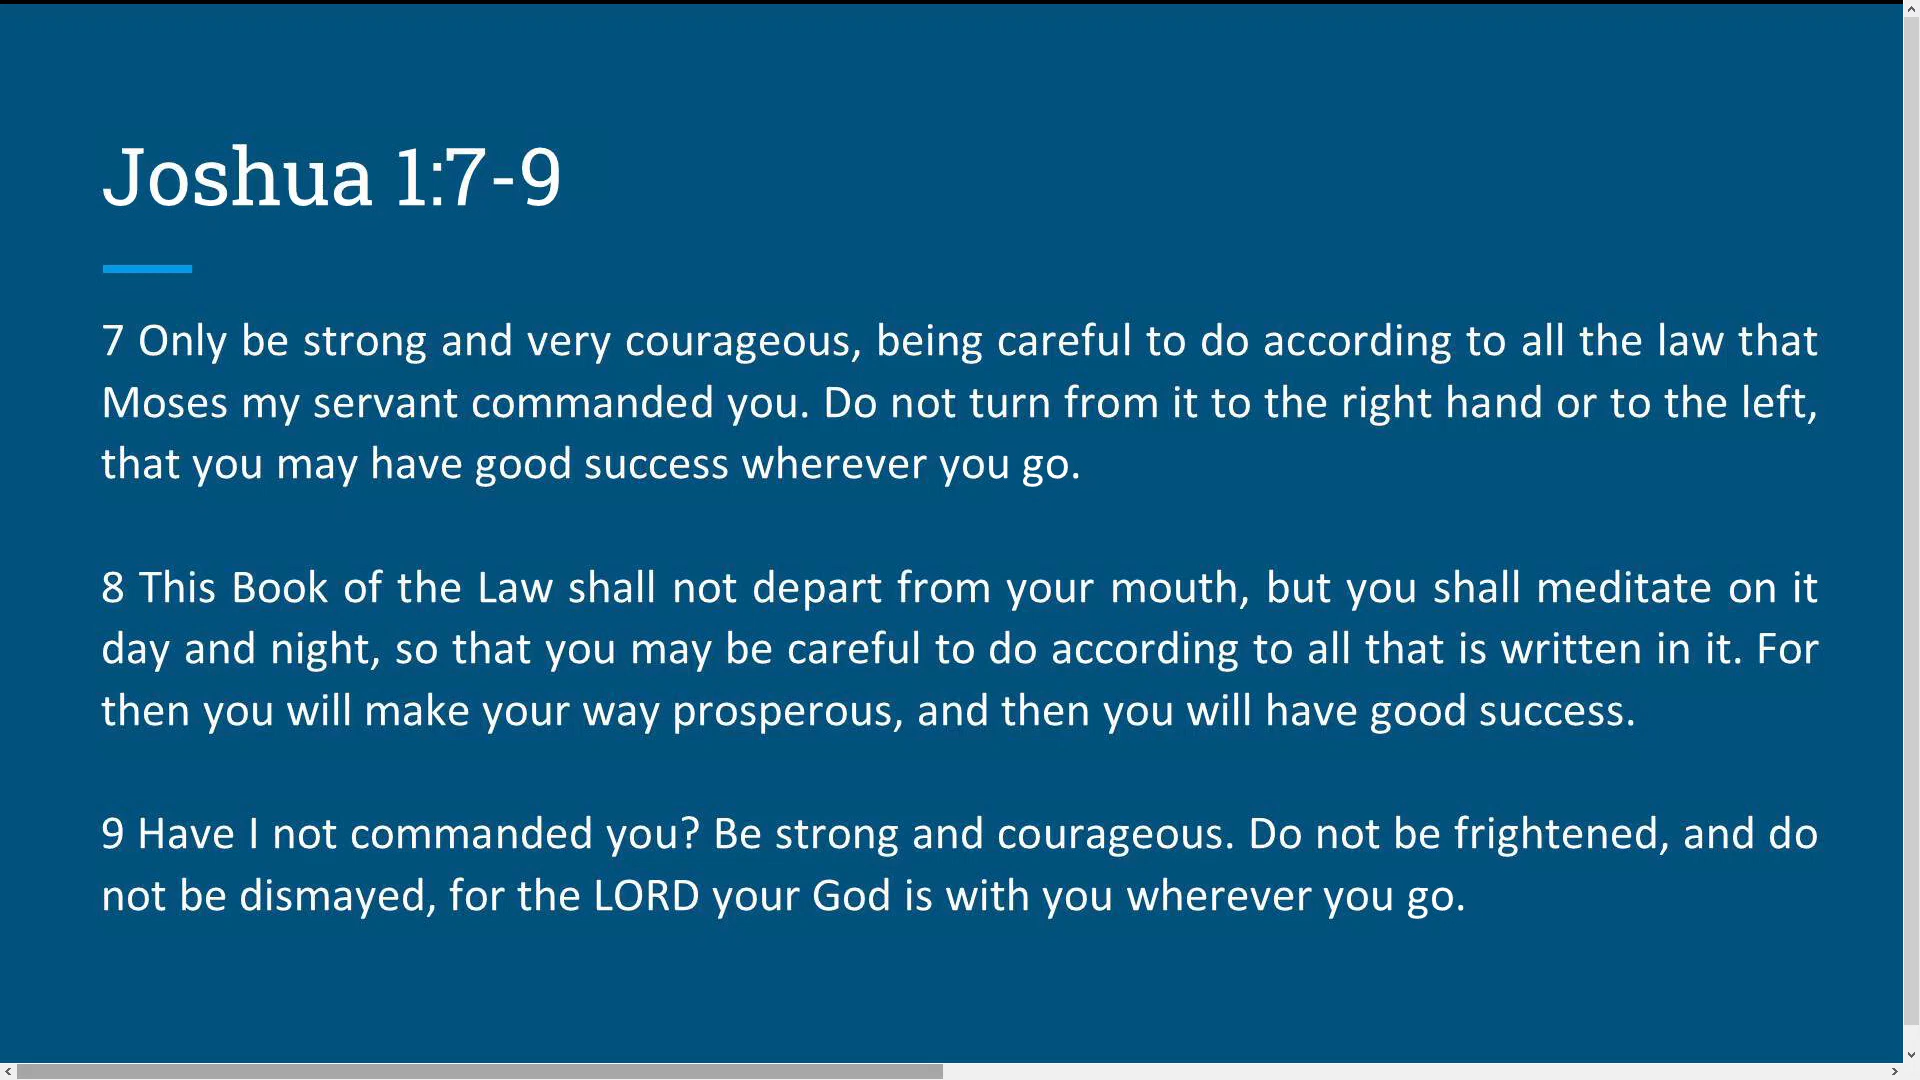 Joshua 1:7-9
7 Only be strong and very courageous, being careful to do according to all the law that
Moses my servant commanded you. Do not turn from it to the right hand or to the left,
that you may have good success wherever you go.
8 This Book of the Law shall not depart from your mouth, but you shall meditate on it
day and night, so that you may be careful to do according to all that is written in it. For
then you will make your way prosperous, and then you will have good success.
9 Have I not commanded you? Be strong and courageous. Do not be frightened, and do
not be dismayed, for the LORD your God is with you wherever you go.